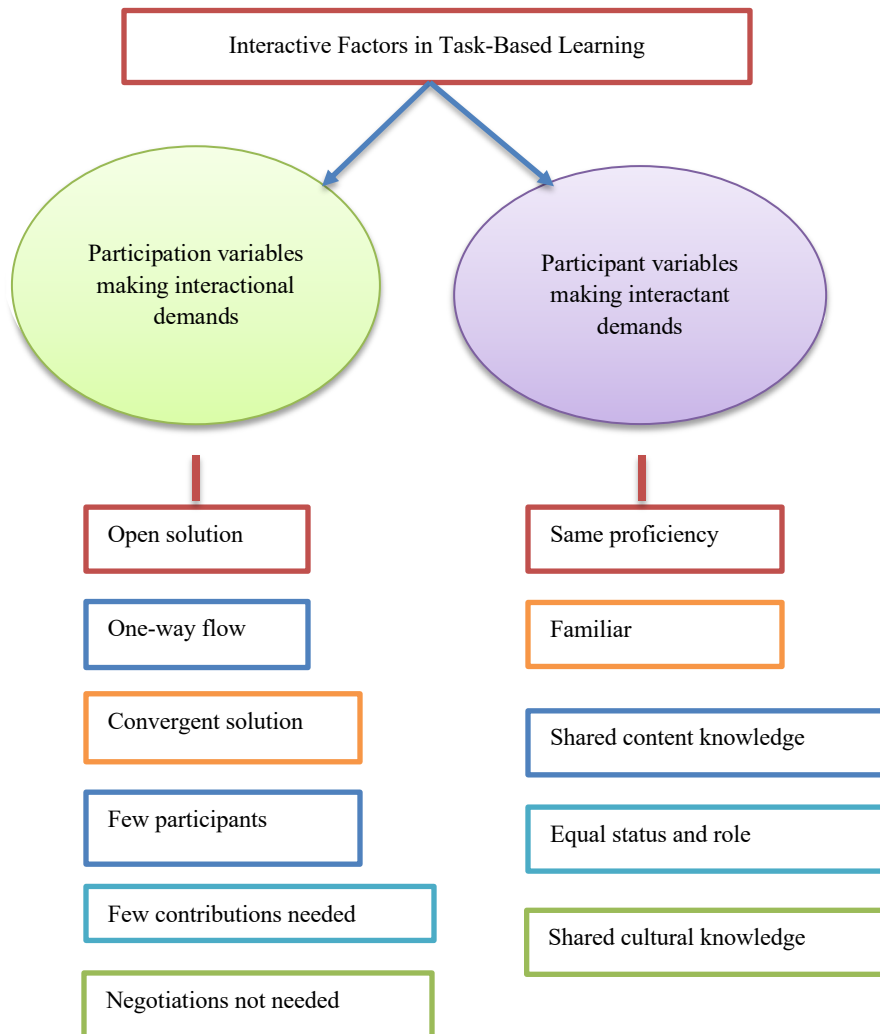 Interactive Factors in Task-Based Learning
Participation variables
making interactional
demands
Participant variables
making interactant
demands
Open solution
One-way flow
Convergent solution
Few participants
Few contributions needed
Negotiations not needed
Same proficiency
Familiar
Shared content knowledge
Equal status and role
Shared cultural knowledge